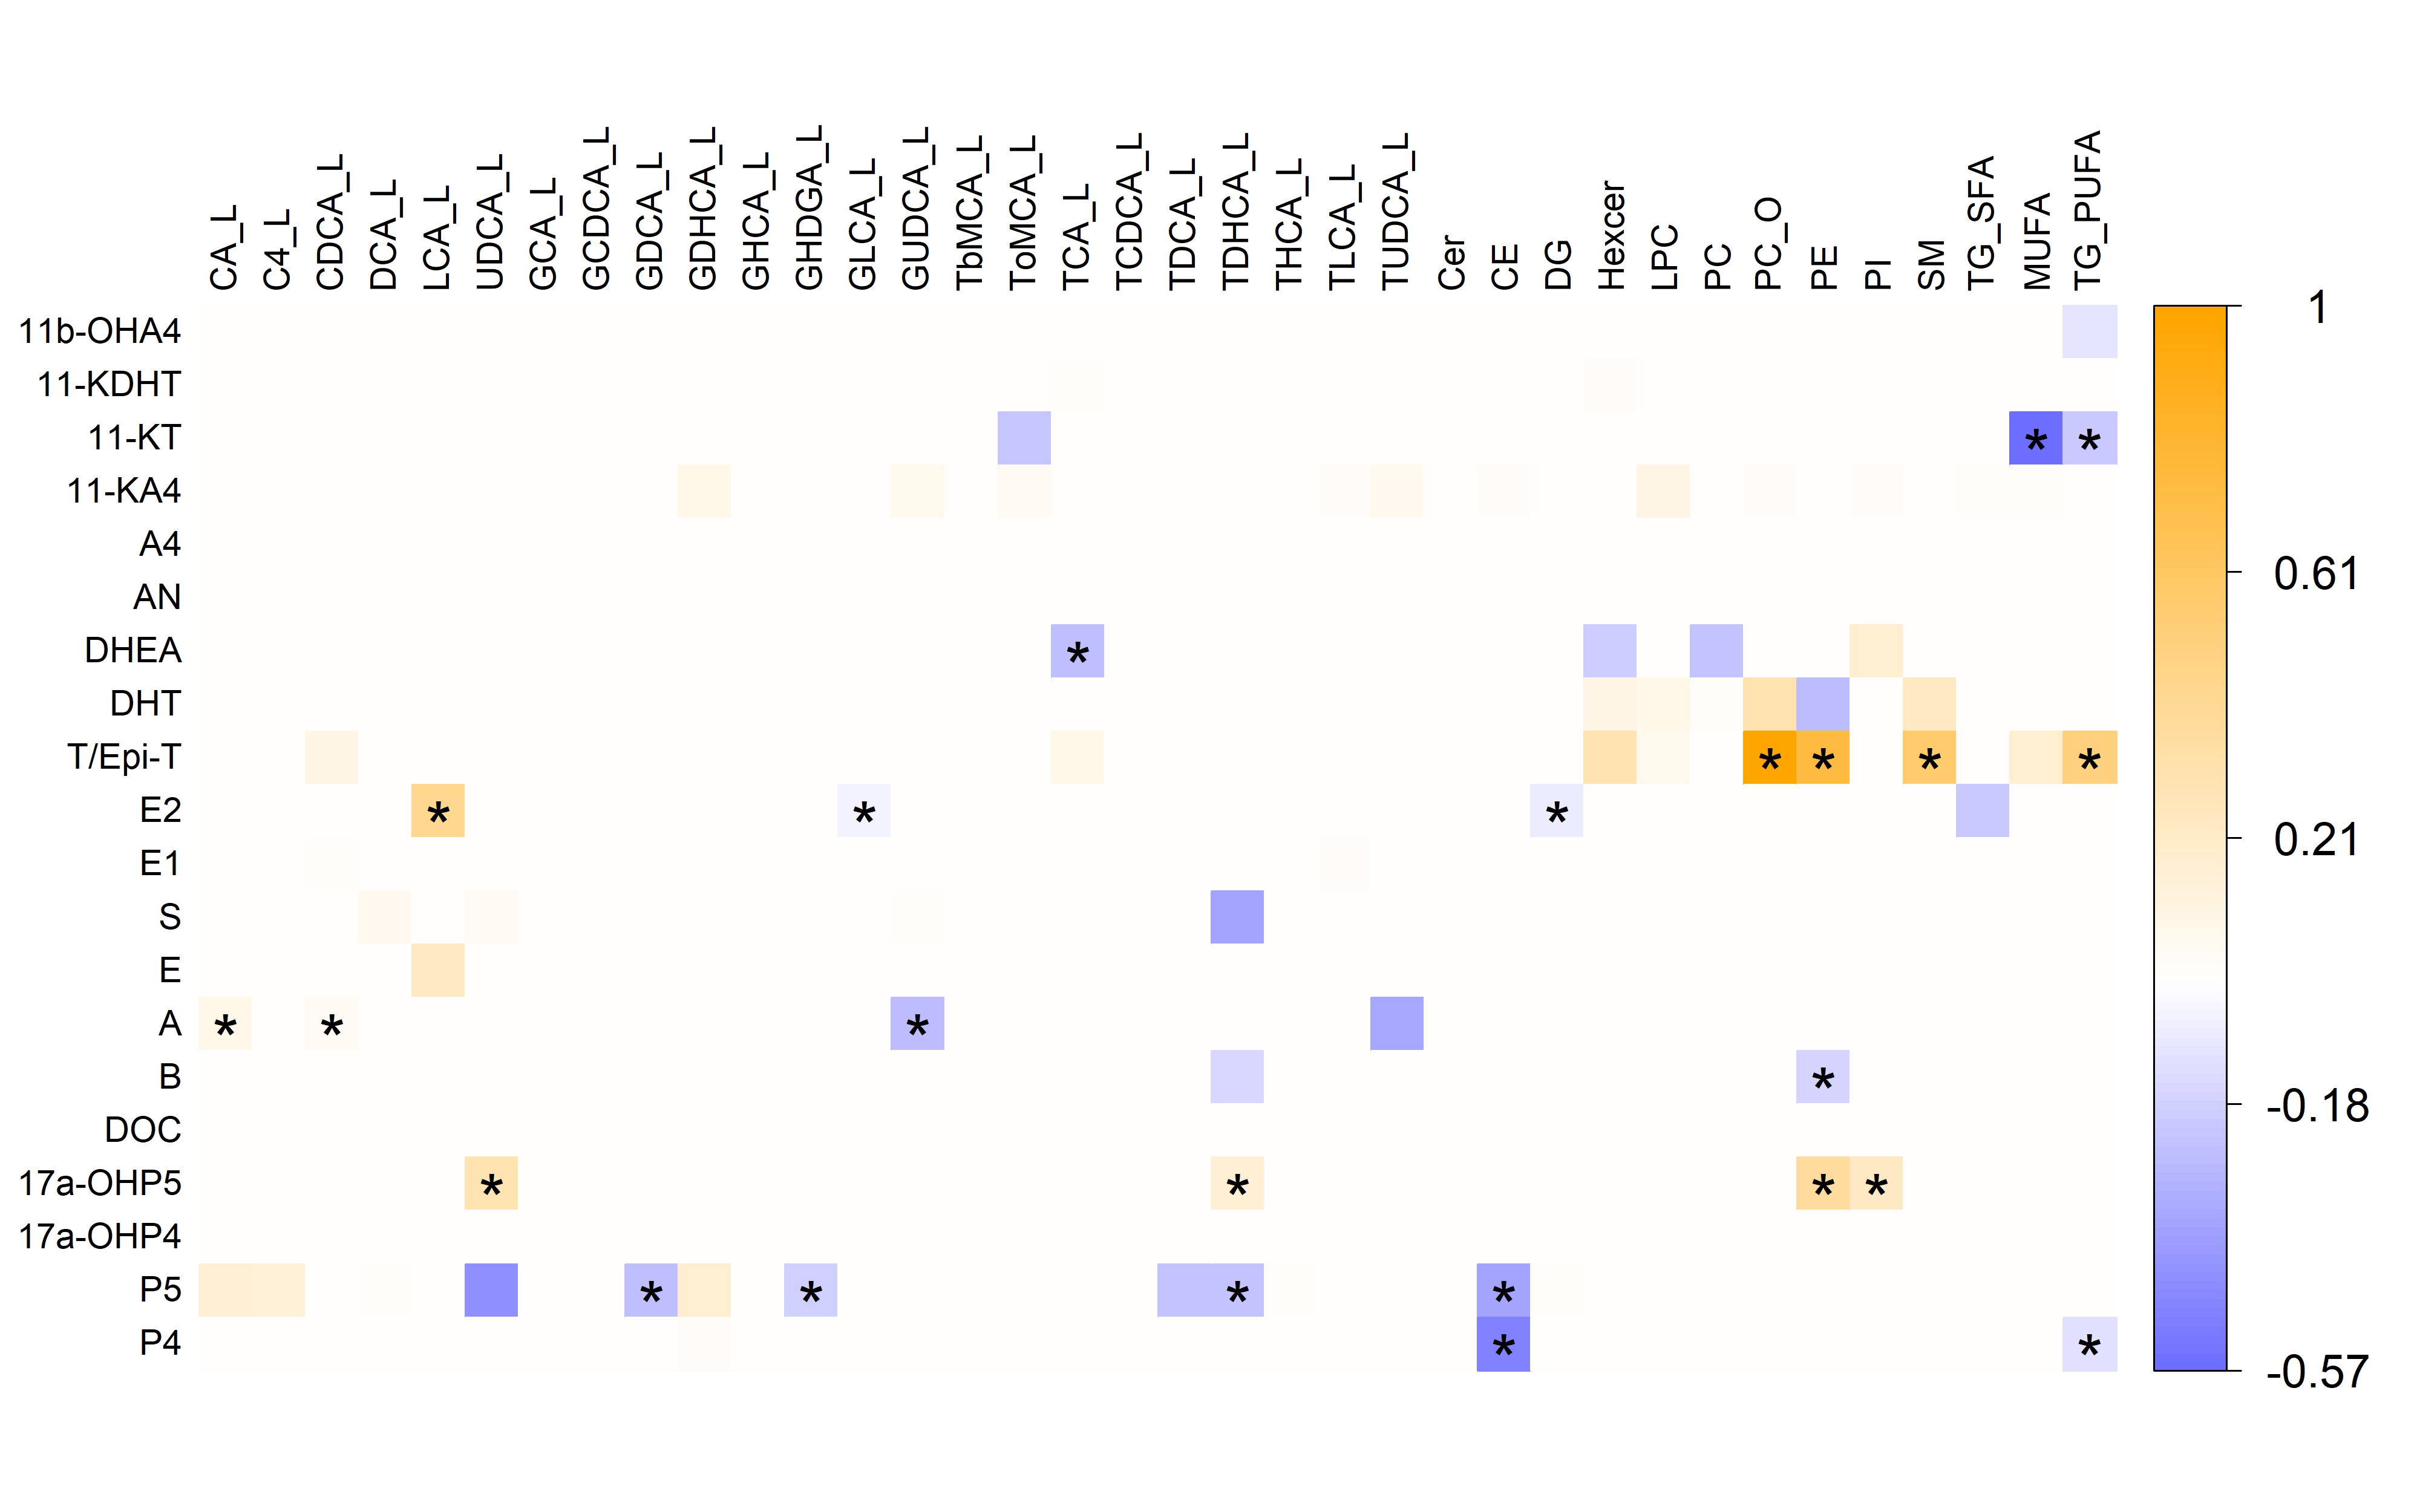 CA_L
C4_L
CDCA_L
DCA_L
LCA_L
UDCA_L
GCA_L
GCDCA_L
GDCA_L
GDHCA_L
GHCA_L
GHDGA_L
GLCA_L
GUDCA_L
TbMCA_L
ToMCA_L
TCA_L
TCDCA_L
TDCA_L
TDHCA_L
THCA_L
TLCA_L
TUDCA_L
Cer
CE
DG
Hexcer
LPC
PC
PC_O
PE
PI
SM
TG_SFA
MUFA
TG_PUFA
11b-OHA4
11-KDHT
11-KT * *
11-KA4
A4
AN
DHEA *
DHT
T/Epi-T * * * *
E2 * * *
E1
S
E
A * * *
B *
DOC
17a-OHP5 * * * *
17a-OHP4
P5 * * * *
P4 * *
1
0.61
0.21
-0.18
-0.57